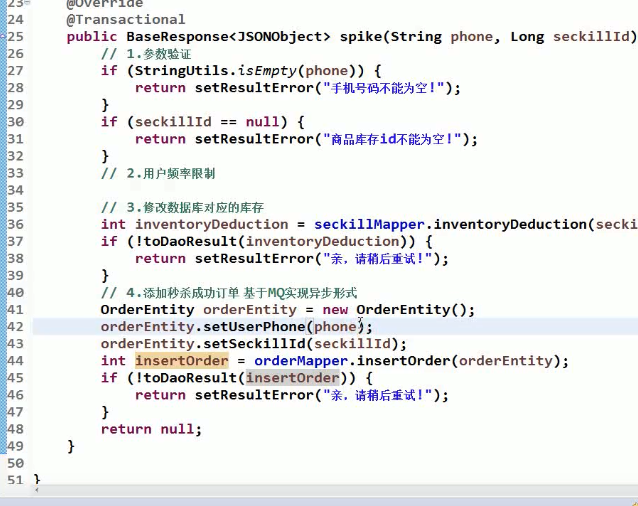 23 @Override
24 @Transactional
25 public BaseResponse<JSONObject> spike(String phone, Long seckillId)
26 // 1.参数验证
27 if (StringUtils.isEmpty(phone)) {
28 return setResultError("手机号码不能为空!");
29 }
30 if (seckillId == null) {
31 return setResultError("商品库存id不能为空!");
32 }
33 // 2.用户频率限制
34
35 // 3.修改数据库对应的库存
36 int inventoryDeduction = seckillMapper.inventoryDeduction(secki
37 if (!toDaoResult(inventoryDeduction)) {
38 return setResultError("亲，请稍后重试!");
39 }
40 // 4.添加秒杀成功订单 基于MQ实现异步形式
41 OrderEntity orderEntity = new OrderEntity();
42 orderEntity.setUserPhone(phone);
43 orderEntity.setSeckillId(seckillId);
44 int insertOrder = orderMapper.insertOrder(orderEntity);
45 if (!toDaoResult(insertOrder)) {
46 return setResultError("亲，请稍后重试!");
47 }
48 return null;
49 }
50
51 }